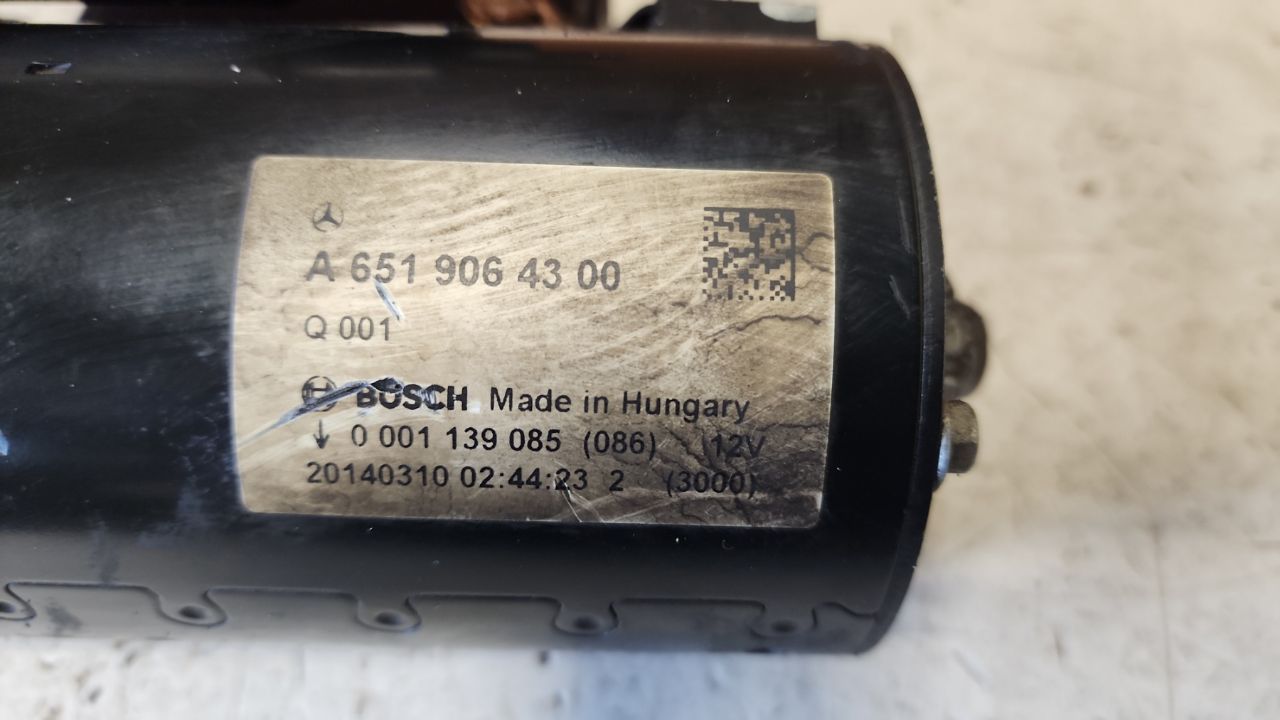 A 651 906 43 00
Q 001
BOSCH Made in Hungary
↓ 0 001 139 085 (086) 12V
20140310 02:44:23 2 (3000)